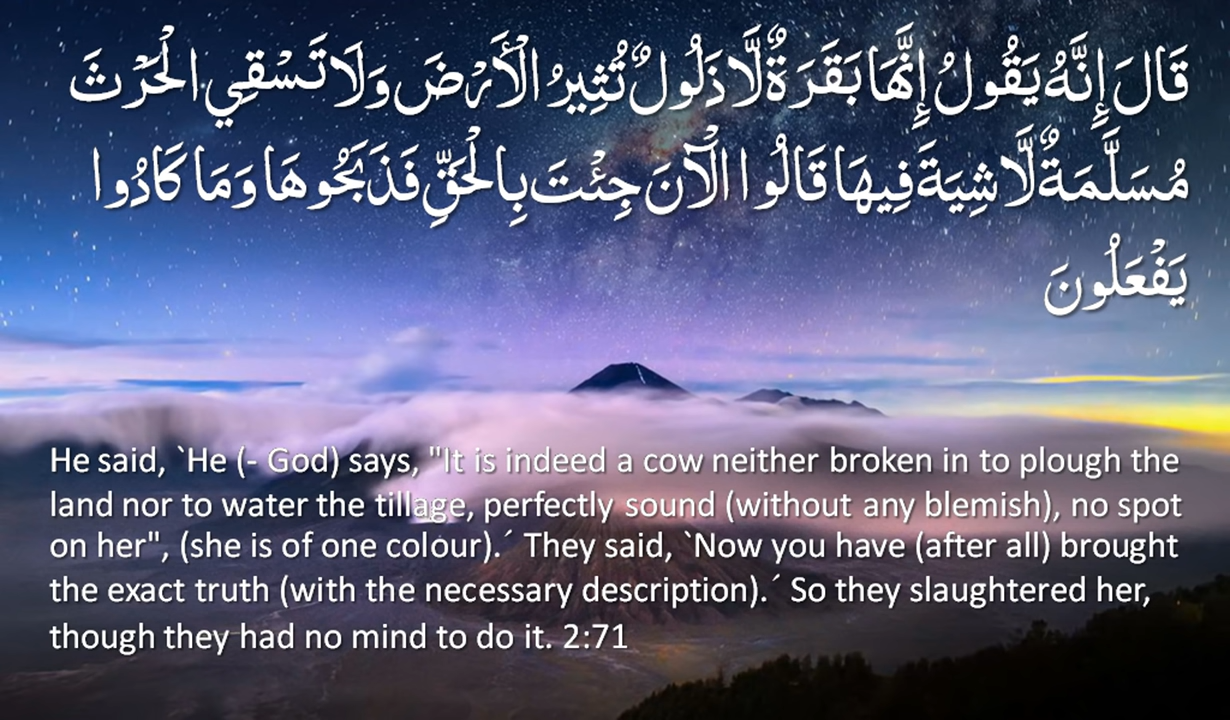 قَالَ إِنَّهُ يَقُولُ إِنَّهَا بَقَرَةٌ لَّا ذَلُولٌ تُثِيرُ الْأَرْضَ وَلَا تَسْقِي الْحَرْثَ
مُسَلَّمَةٌ لَّا شِيَةَ فِيهَا قَالُوا الْآنَ جِئْتَ بِالْحَقِّ فَذَبَحُوهَا وَمَا كَادُوا
يَفْعَلُونَ
He said, `He (- God) says, "It is indeed a cow neither broken in to plough the
land nor to water the tillage, perfectly sound (without any blemish), no spot
on her", (she is of one colour).´ They said, `Now you have (after all) brought
the exact truth (with the necessary description).´ So they slaughtered her,
though they had no mind to do it. 2:71